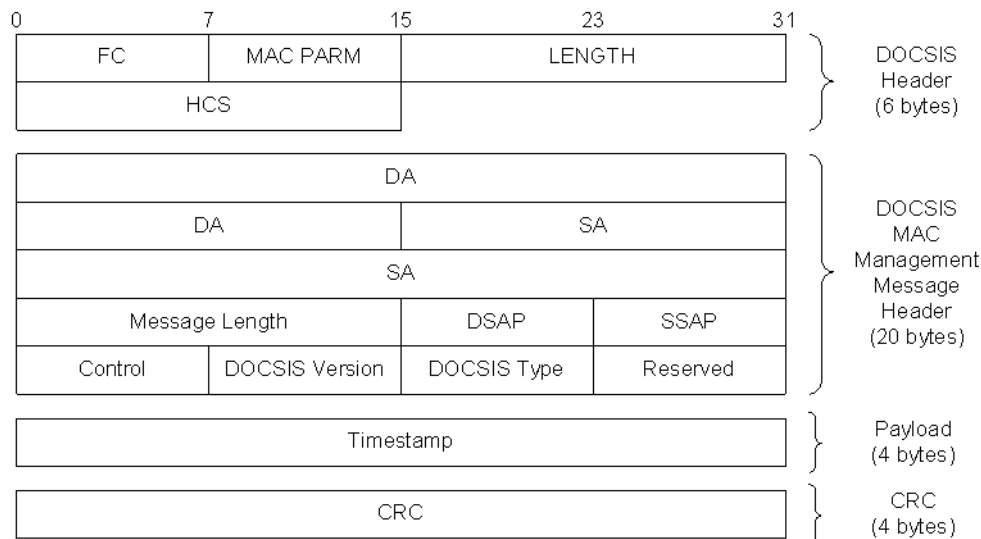 0 7 15 23 31
FC MAC PARM LENGTH
HCS
DOCSIS
Header
(6 bytes)
DA
DA SA
SA
Message Length DSAP SSAP
Control DOCSIS Version DOCSIS Type Reserved
DOCSIS
MAC
Management
Message
Header
(20 bytes)
Timestamp
Payload
(4 bytes)
CRC
CRC
(4 bytes)